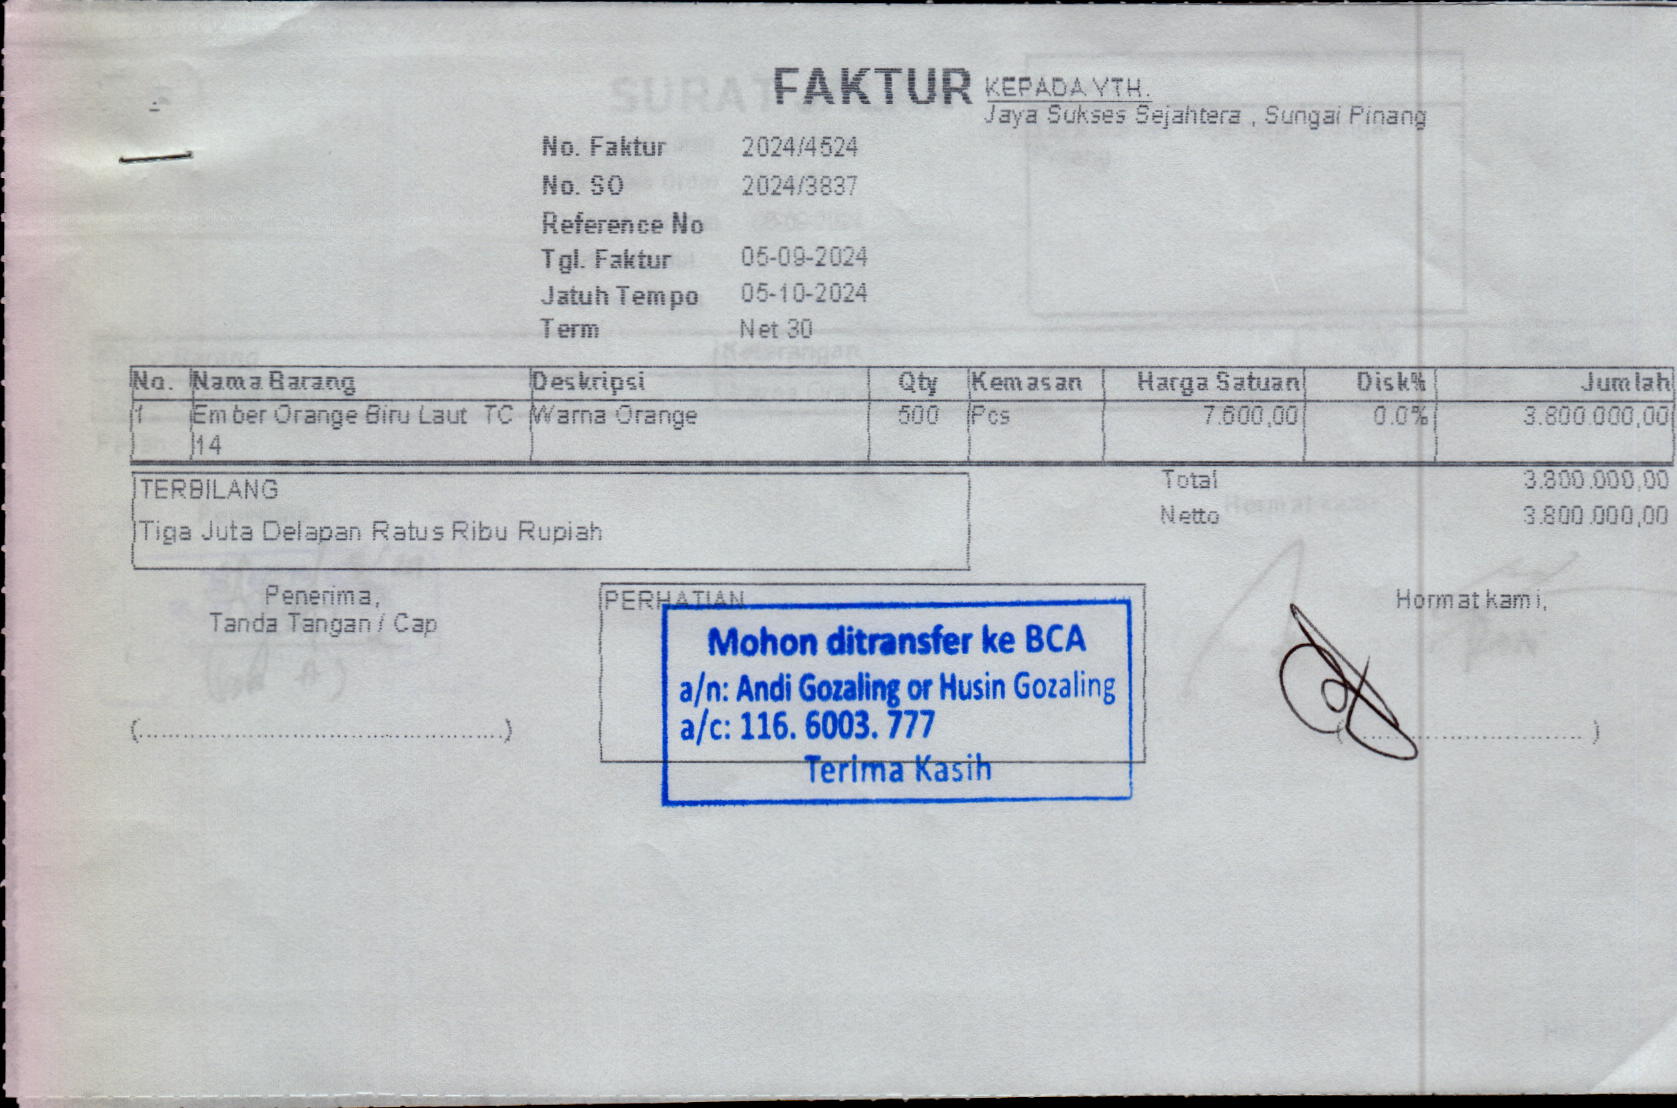 FAKTUR
KEPADA YTH.
Jaya Sukses Sejahtera , Sungai Pinang
No. Faktur 2024/4524
No. SO 2024/3837
Reference No
Tgl. Faktur 05-09-2024
Jatuh Tempo 05-10-2024
Term Net 30
No. Nama Barang Deskripsi Qty Kemasan Harga Satuan Disk% Jumlah
1 Ember Orange Biru Laut TC Warna Orange 500 Pcs 7.600,00 0.0% 3.800.000,00
14
TERBILANG
Tiga Juta Delapan Ratus Ribu Rupiah
Total 3.800.000,00
Netto 3.800.000,00
Penerima,
Tanda Tangan / Cap
(..............................................)
PERHATIAN
Mohon ditransfer ke BCA
a/n: Andi Gozaling or Husin Gozaling
a/c: 116. 6003. 777
Terima Kasih
Hormat kami,
(..............................)